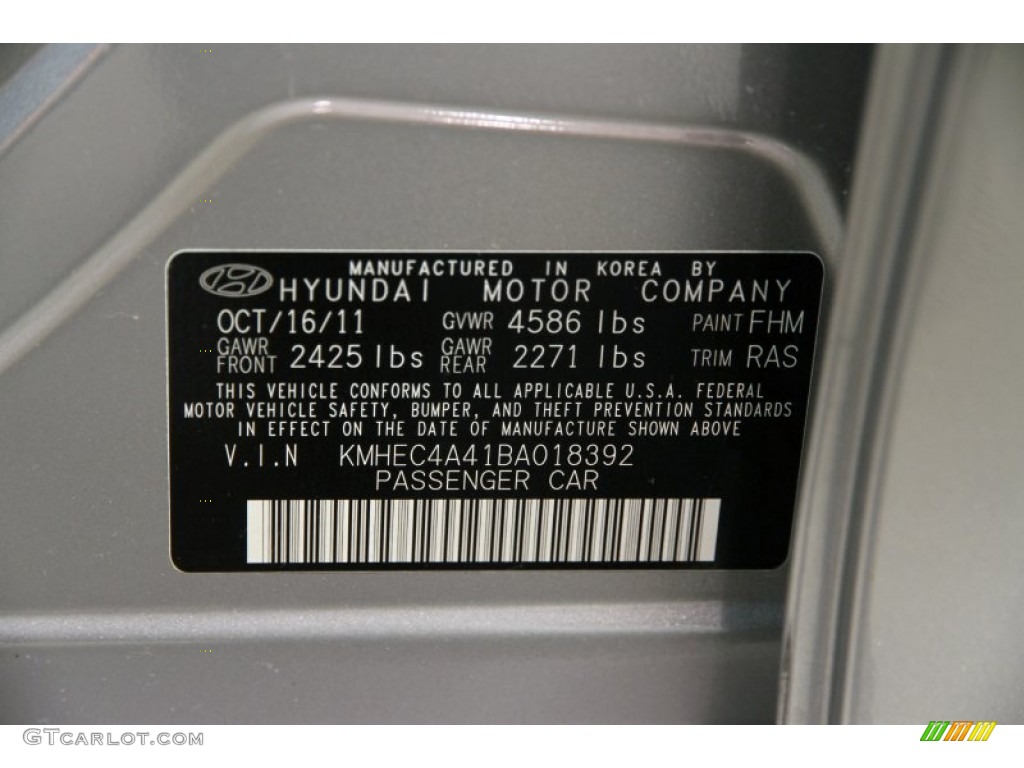 MANUFACTURED IN KOREA BY
HYUNDAI MOTOR COMPANY
OCT/16/11 GVWR 4586 lbs PAINT FHM
GAWR FRONT 2425 lbs GAWR REAR 2271 lbs TRIM RAS
THIS VEHICLE CONFORMS TO ALL APPLICABLE U.S.A. FEDERAL
MOTOR VEHICLE SAFETY, BUMPER, AND THEFT PREVENTION STANDARDS
IN EFFECT ON THE DATE OF MANUFACTURE SHOWN ABOVE
V.I.N KMHEC4A41BA018392
PASSENGER CAR
GTCarlot.com